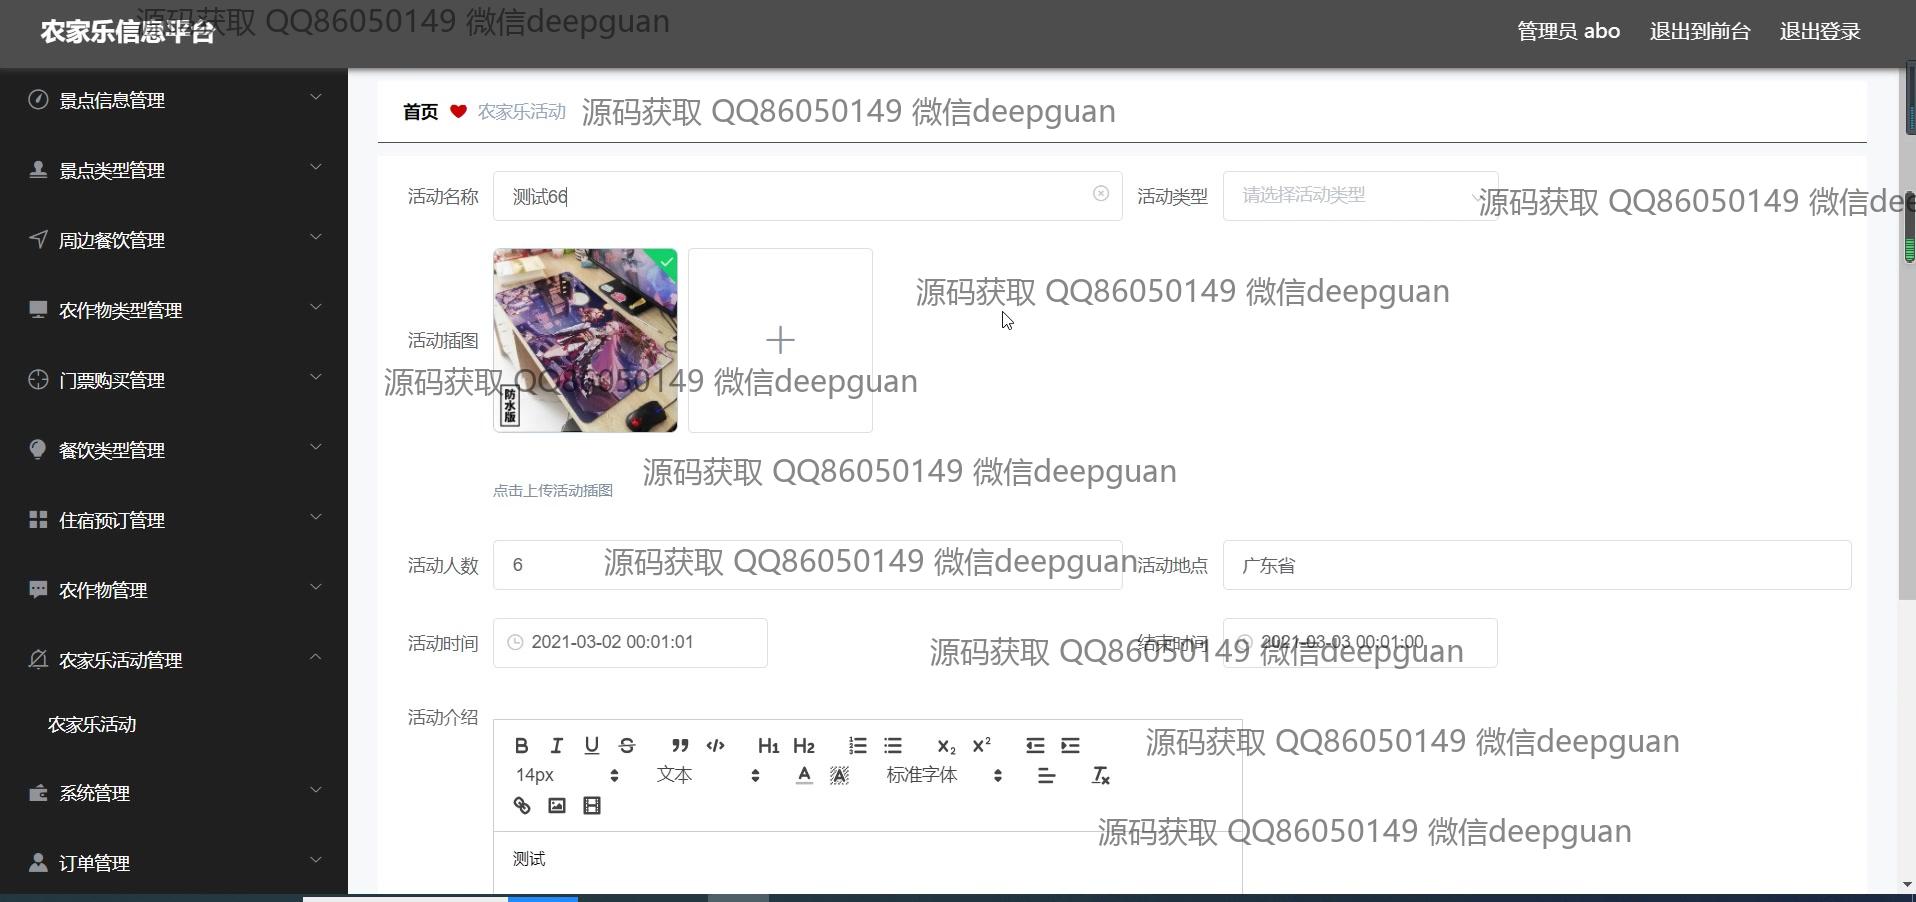 农家乐信息平台
源码获取 QQ86050149 微信deepguan
管理员 abo
退出到前台
退出登录
景点信息管理
景点类型管理
周边餐饮管理
农作物类型管理
门票购买管理
餐饮类型管理
住宿预订管理
农作物管理
农家乐活动管理
农家乐活动
系统管理
订单管理
首页 农家乐活动
源码获取 QQ86050149 微信deepguan
活动名称 测试66
活动类型 请选择活动类型
源码获取 QQ86050149 微信dee
源码获取 QQ86050149 微信deepguan
活动插图
防水版
源码获取 QQ86050149 微信deepguan
源码获取 QQ86050149 微信deepguan
点击上传活动插图
活动人数 6
源码获取 QQ86050149 微信deepguan
活动地点 广东省
活动时间 2021-03-02 00:01:01
结束时间 2021-03-03 00:01:00
源码获取 QQ86050149 微信deepguan
活动介绍
B I U S H1 H2 x2 x2
14px 文本 A A 标准字体
源码获取 QQ86050149 微信deepguan
源码获取 QQ86050149 微信deepguan
测试